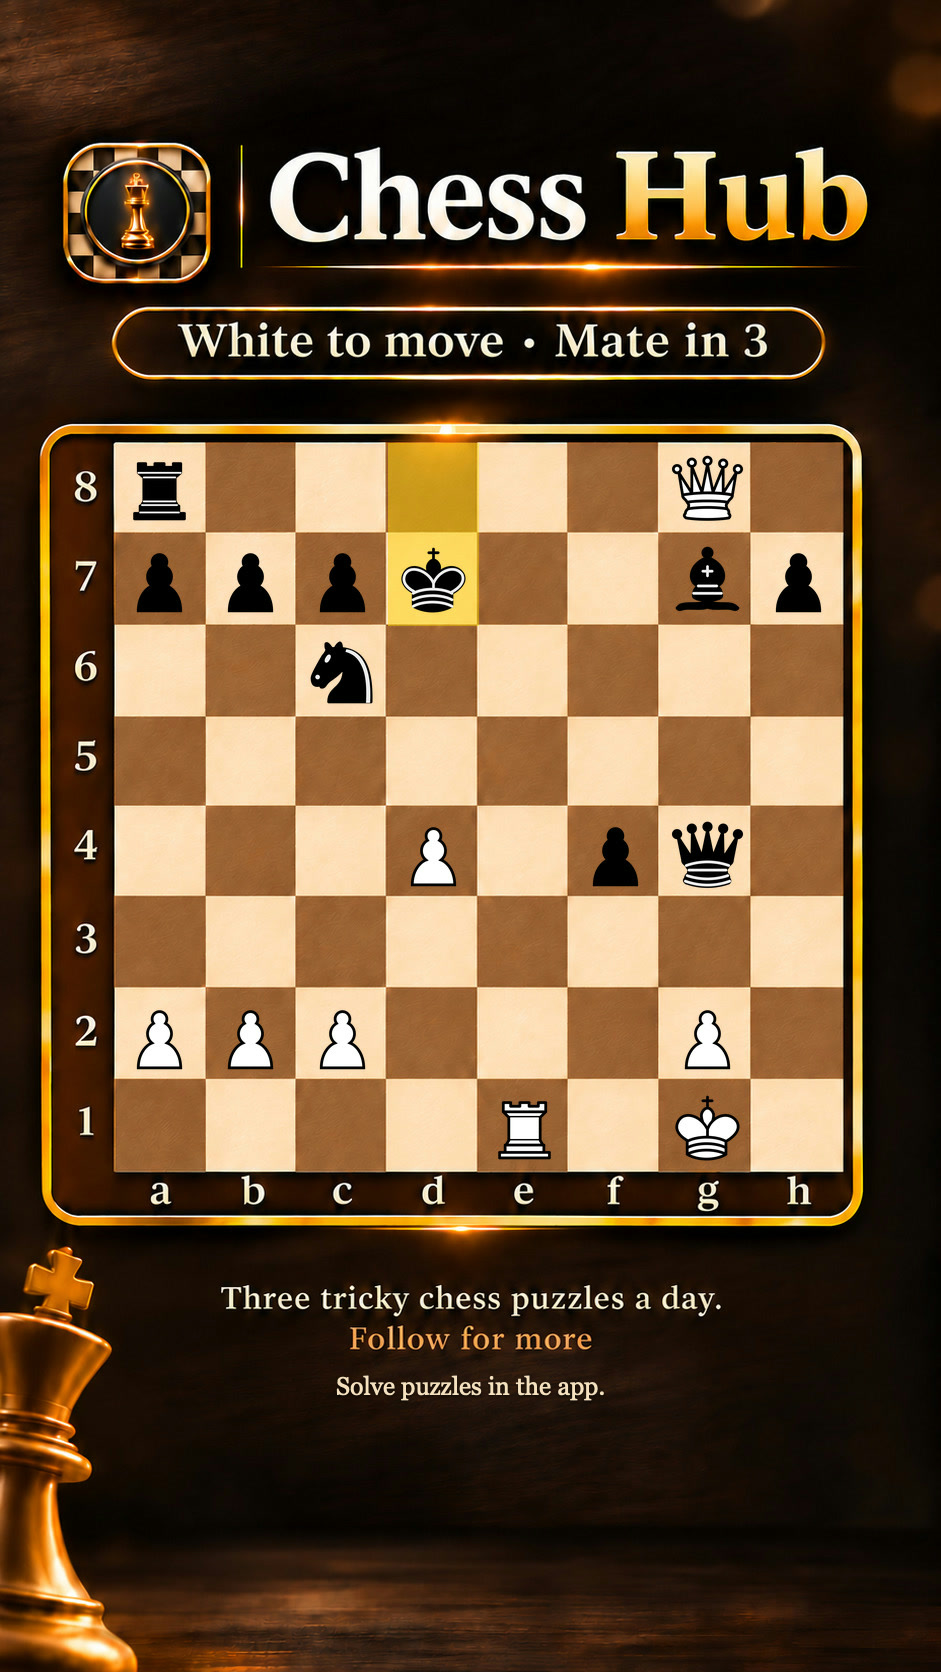 Chess Hub
White to move • Mate in 3
8
7
6
5
4
3
2
1
a b c d e f g h
Three tricky chess puzzles a day.
Follow for more
Solve puzzles in the app.